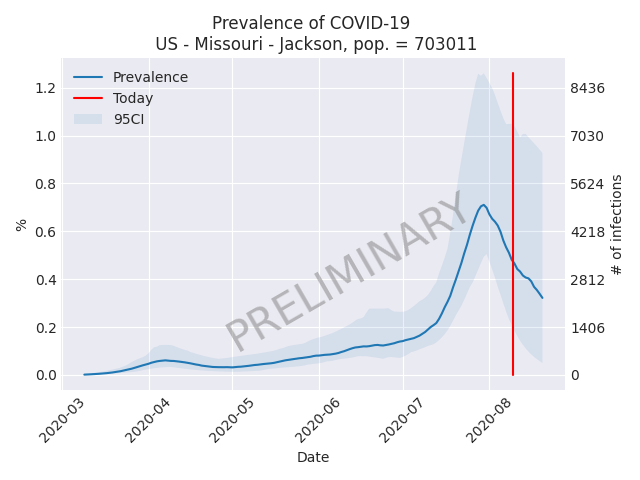 Prevalence of COVID-19
US - Missouri - Jackson, pop. = 703011
Prevalence
Today
95CI
1.2
1.0
0.8
0.6
0.4
0.2
0.0
%
8436
7030
5624
4218
2812
1406
0
# of infections
PRELIMINARY
2020-03
2020-04
2020-05
2020-06
2020-07
2020-08
Date